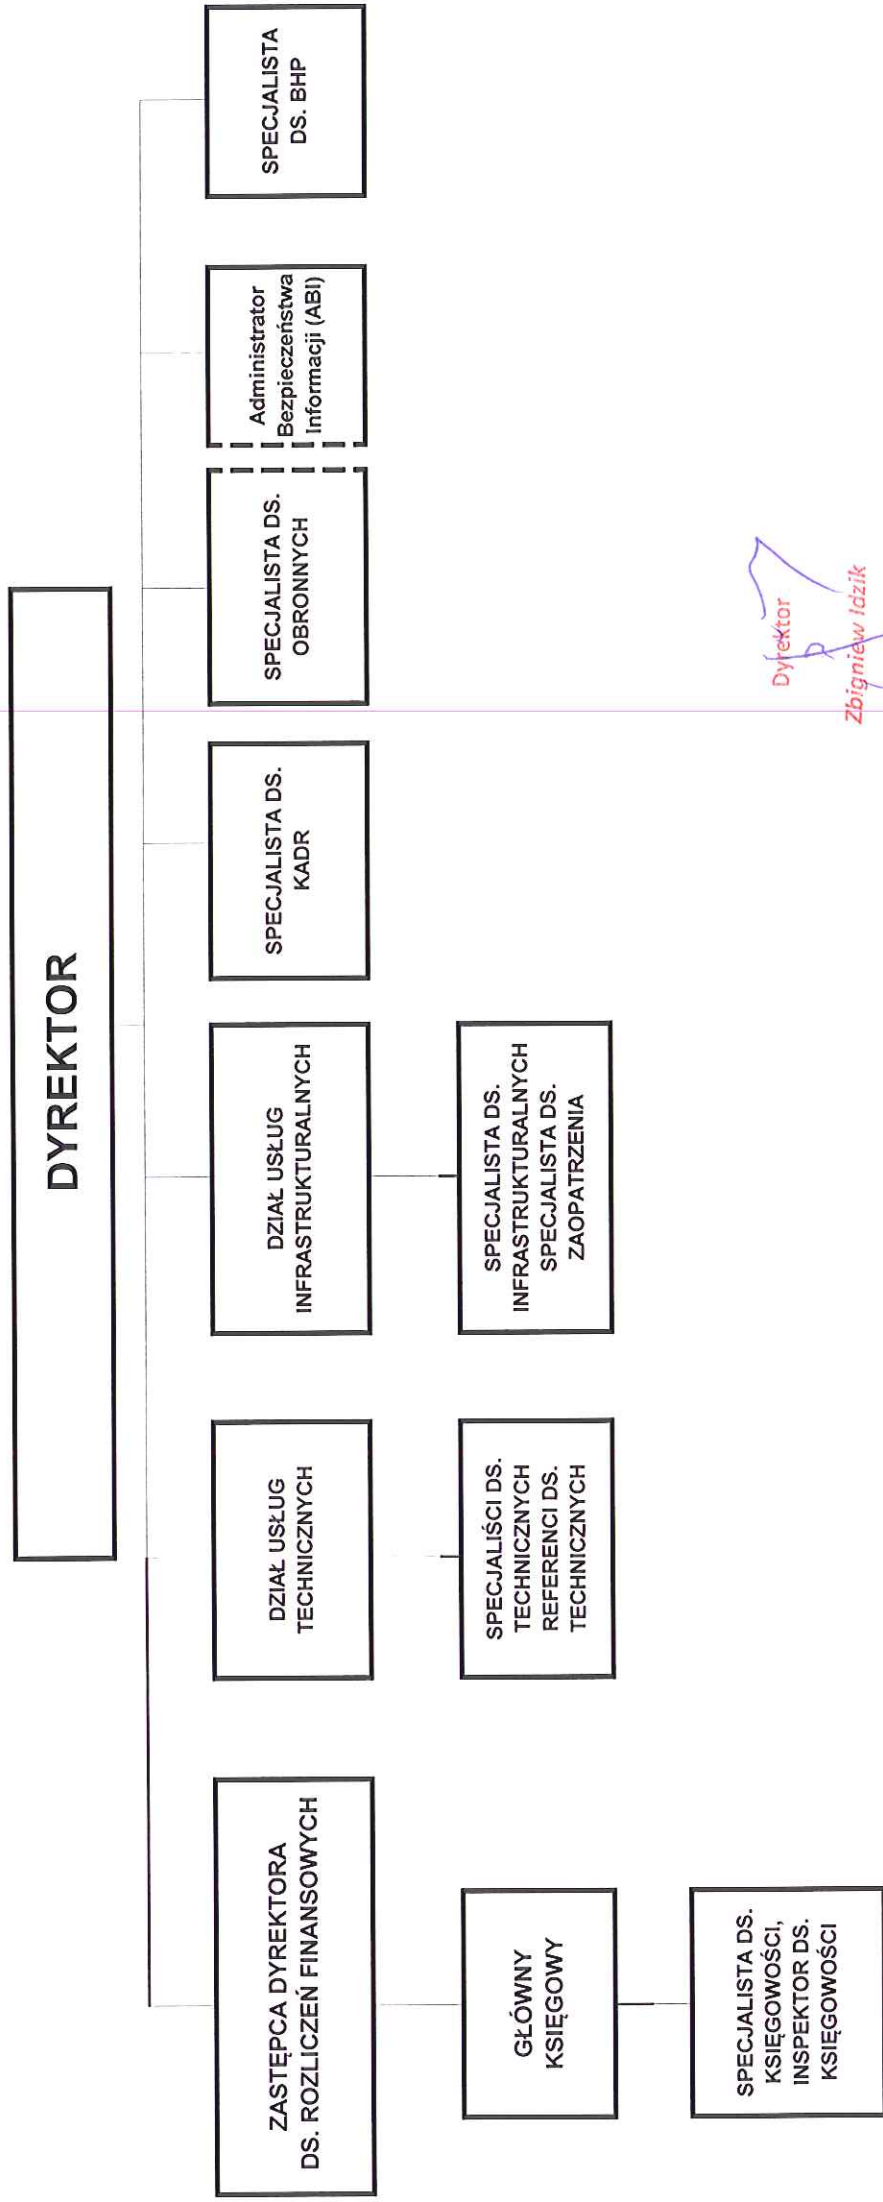 DYREKTOR
ZASTĘPCA DYREKTORA
DS. ROZLICZEŃ FINANSOWYCH
DZIAŁ USŁUG
TECHNICZNYCH
DZIAŁ USŁUG
INFRASTRUKTURALNYCH
SPECJALISTA DS.
KADR
SPECJALISTA DS.
OBRONNYCH
Administrator
Bezpieczeństwa
Informacji (ABI)
SPECJALISTA
DS. BHP
GŁÓWNY
KSIĘGOWY
SPECJALIŚCI DS.
TECHNICZNYCH
REFERENCI DS.
TECHNICZNYCH
SPECJALISTA DS.
INFRASTRUKTURALNYCH
SPECJALISTA DS.
ZAOPATRZENIA
SPECJALISTA DS.
KSIĘGOWOŚCI,
INSPEKTOR DS.
KSIĘGOWOŚCI
Dyrektor
Zbigniew Idzik